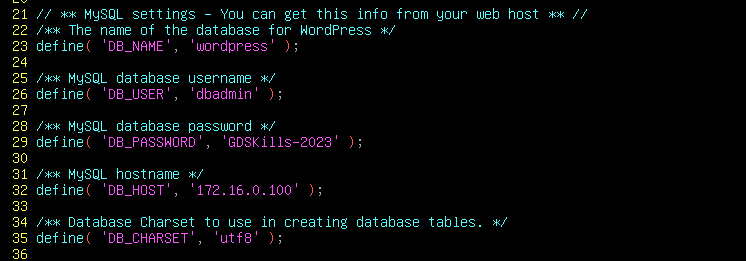 21 // ** MySQL settings - You can get this info from your web host ** //
22 /** The name of the database for WordPress */
23 define( 'DB_NAME', 'wordpress' );
24
25 /** MySQL database username */
26 define( 'DB_USER', 'dbadmin' );
27
28 /** MySQL database password */
29 define( 'DB_PASSWORD', 'GDSKills-2023' );
30
31 /** MySQL hostname */
32 define( 'DB_HOST', '172.16.0.100' );
33
34 /** Database Charset to use in creating database tables. */
35 define( 'DB_CHARSET', 'utf8' );
36